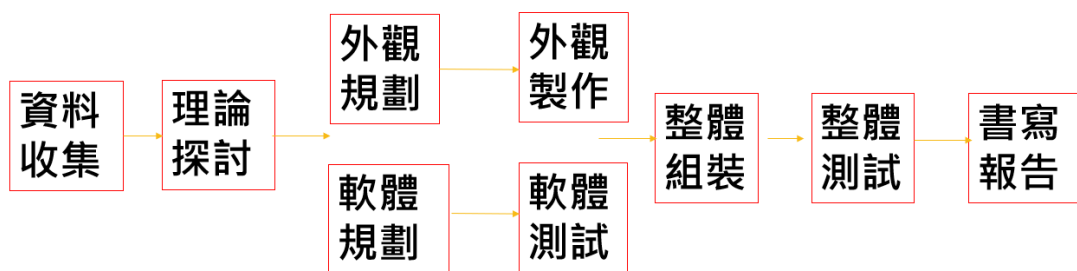 資料
收集
理論
探討
外觀
規劃
外觀
製作
軟體
規劃
軟體
測試
整體
組裝
整體
測試
書寫
報告